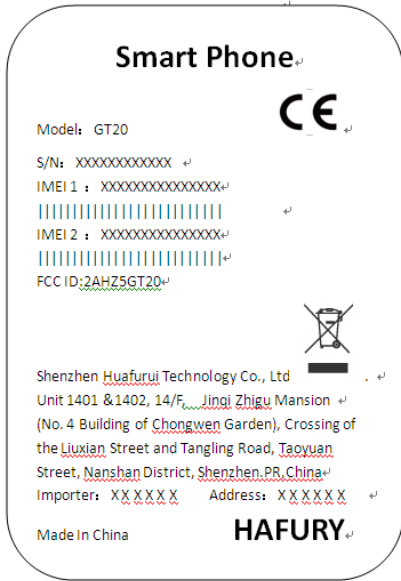 Smart Phone
CE
Model: GT20
S/N: XXXXXXXXXXXX
IMEI 1 : XXXXXXXXXXXXXXX
IMEI 2 : XXXXXXXXXXXXXXX
FCC ID:2AHZ5GT20
Shenzhen Huafurui Technology Co., Ltd .
Unit 1401 &1402, 14/F, Jinqi Zhigu Mansion
(No. 4 Building of Chongwen Garden), Crossing of
the Liuxian Street and Tangling Road, Taoyuan
Street, Nanshan District, Shenzhen.PR,China
Importer: XXXXXX Address: XXXXXX
Made In China HAFURY